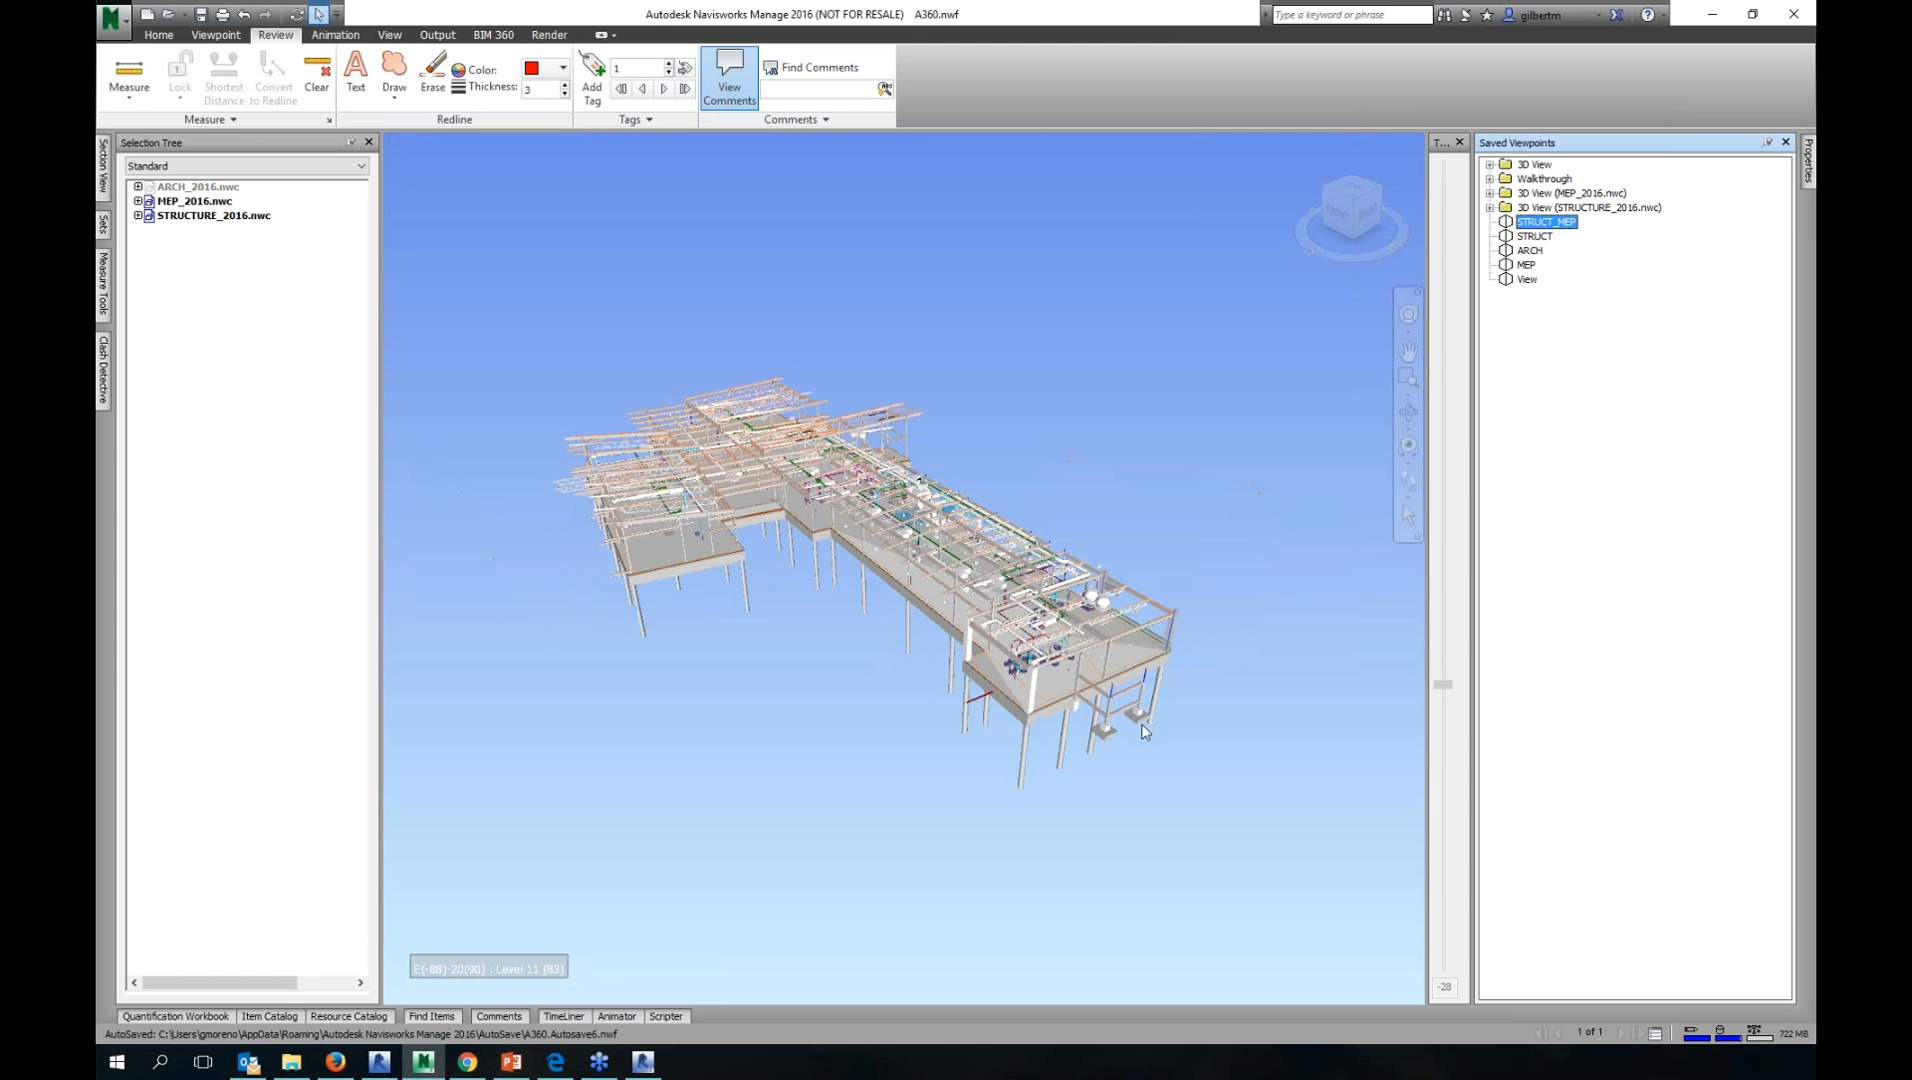 Autodesk Navisworks Manage 2016 (NOT FOR RESALE) A360.nwf
Type a keyword or phrase
gilbertm
Home Viewpoint Review Animation View Output BIM 360 Render
Measure
Lock
Shortest Distance
Convert to Redline
Clear
Text
Draw
Erase
Color:
Thickness: 3
Add Tag
1
View Comments
Find Comments
Measure
Redline
Tags
Comments
Selection Tree
T...
Saved Viewpoints
Standard
ARCH_2016.nwc
MEP_2016.nwc
STRUCTURE_2016.nwc
Section View
Sets
Measure Tools
Clash Detective
3D View
Walkthrough
3D View (MEP_2016.nwc)
3D View (STRUCTURE_2016.nwc)
STRUCT_MEP
STRUCT
ARCH
MEP
View
Properties
E(-88)-20(90) : Level 11 (83)
-28
Quantification Workbook Item Catalog Resource Catalog Find Items Comments TimeLiner Animator Scripter
AutoSaved: C:\Users\gmoreno\AppData\Roaming\Autodesk Navisworks Manage 2016\AutoSave\A360.Autosave6.nwf
1 of 1
722 MB